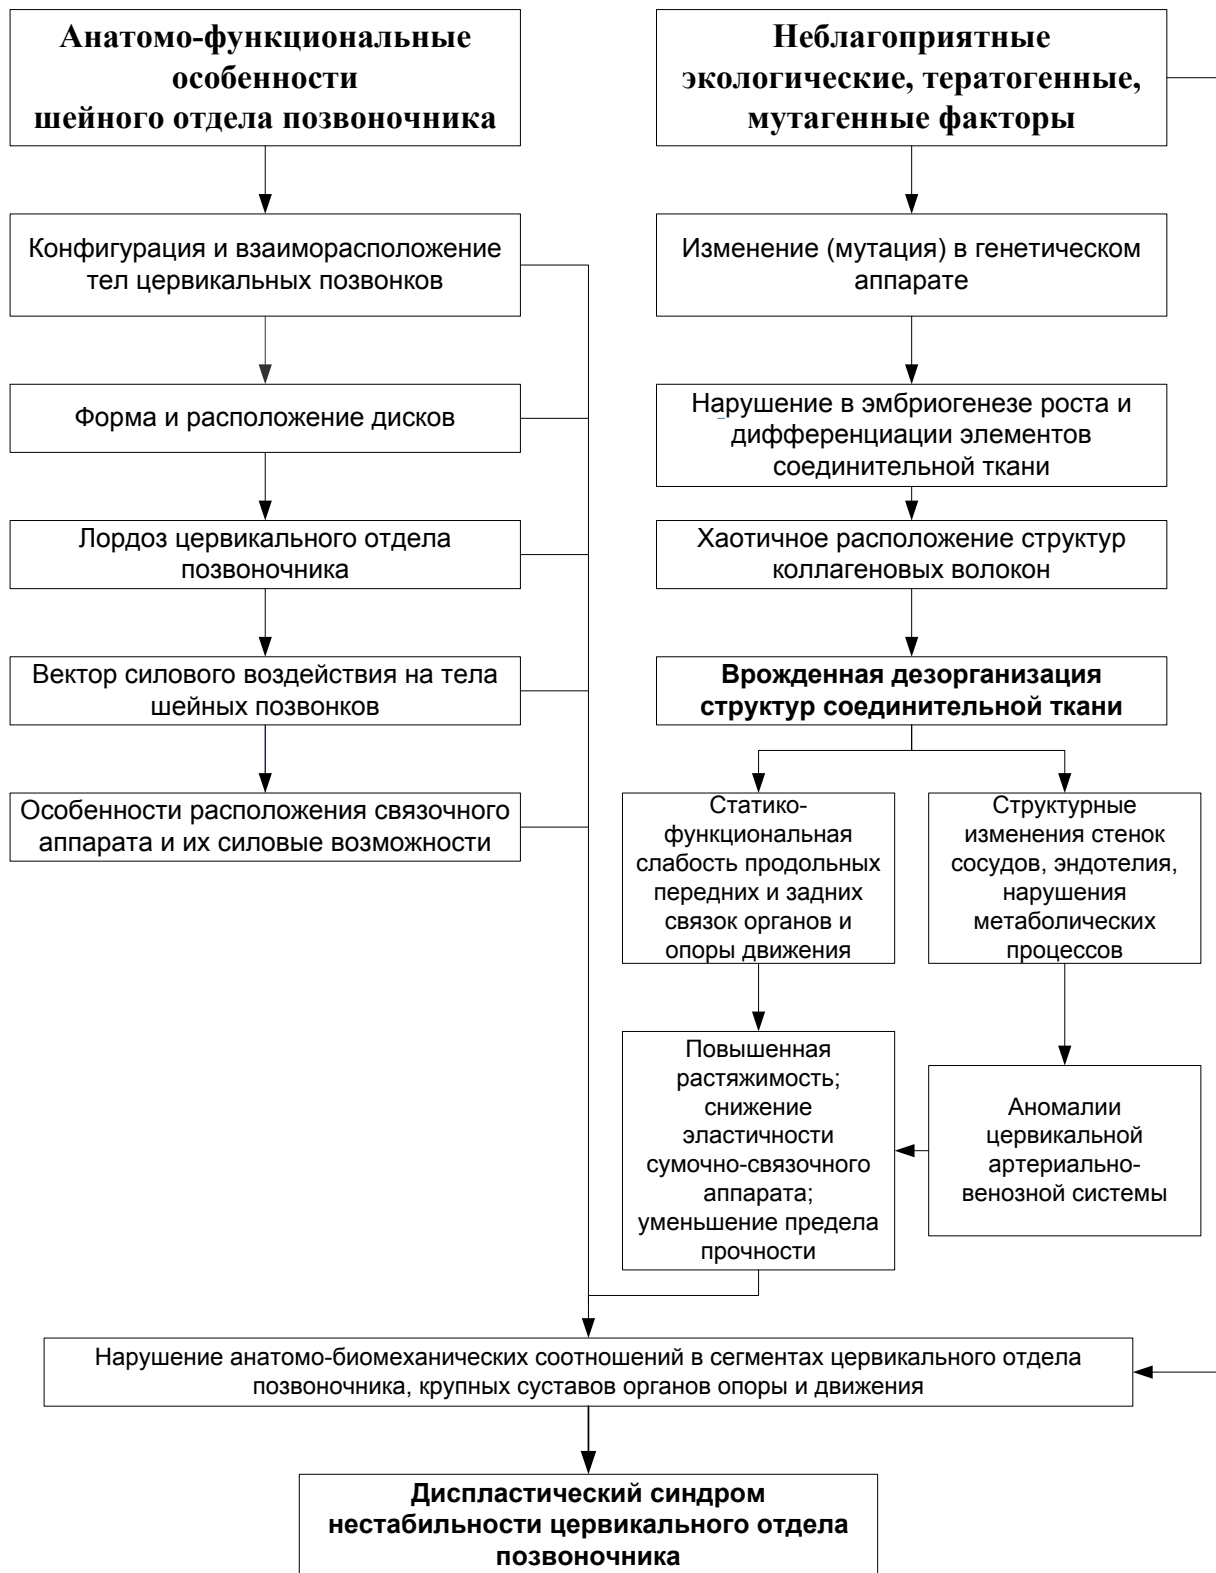 Анатомо-функциональные
особенности
шейного отдела позвоночника
Неблагоприятные
экологические, тератогенные,
мутагенные факторы
Конфигурация и взаиморасположение
тел цервикальных позвонков
Изменение (мутация) в генетическом
аппарате
Форма и расположение дисков
Нарушение в эмбриогенезе роста и
дифференциации элементов
соединительной ткани
Лордоз цервикального отдела
позвоночника
Хаотичное расположение структур
коллагеновых волокон
Вектор силового воздействия на тела
шейных позвонков
Врожденная дезорганизация
структур соединительной ткани
Особенности расположения связочного
аппарата и их силовые возможности
Статико-
функциональная
слабость продольных
передних и задних
связок органов и
опоры движения
Структурные
изменения стенок
сосудов, эндотелия,
нарушения
метаболических
процессов
Повышенная
растяжимость;
снижение
эластичности
сумочно-связочного
аппарата;
уменьшение предела
прочности
Аномалии
цервикальной
артериально-
венозной системы
Нарушение анатомо-биомеханических соотношений в сегментах цервикального отдела
позвоночника, крупных суставов органов опоры и движения
Диспластический синдром
нестабильности цервикального отдела
позвоночника